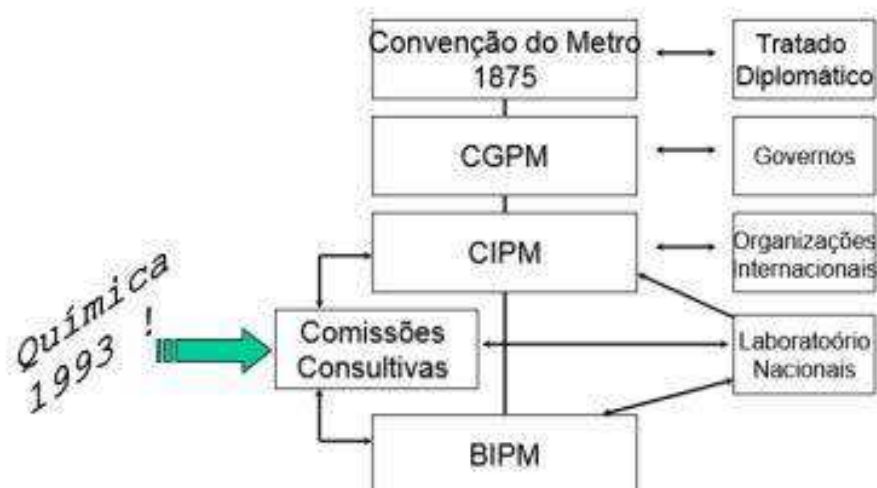 Convenção do Metro
1875
Tratado
Diplomático
CGPM
Governos
CIPM
Organizações
Internacionais
Química
1993 !
Comissões
Consultivas
Laboratoório
Nacionais
BIPM